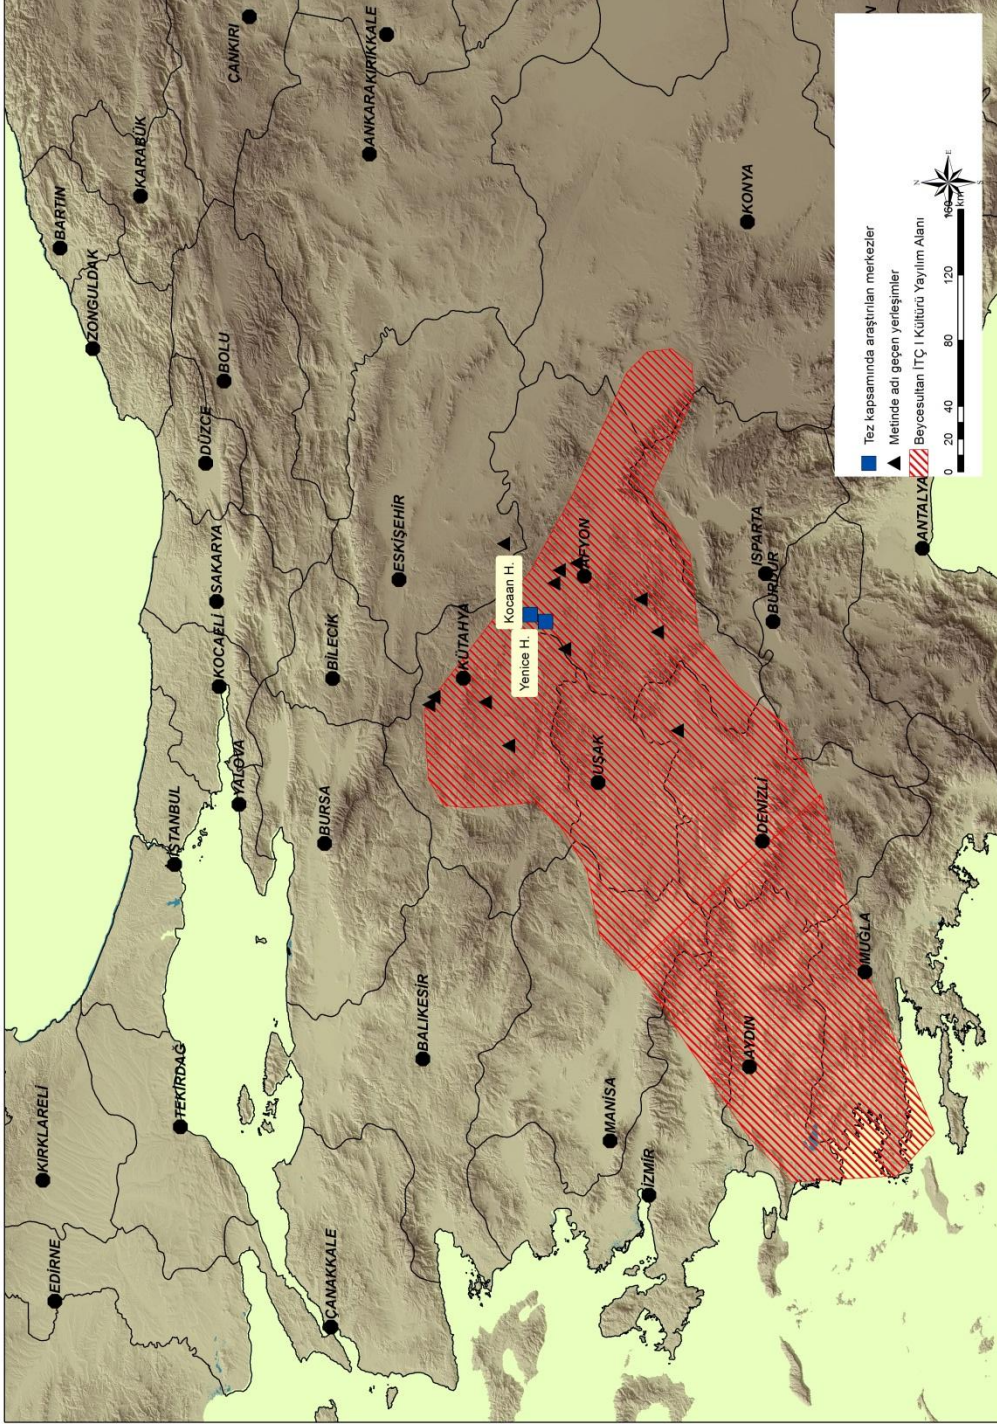 EDİRNE
KIRKLARELİ
TEKİRDAĞ
İSTANBUL
KOCAELİ
SAKARYA
DÜZCE
ZONGULDAK
BARTIN
KARABÜK
ÇANKIRI
BOLU
YALOVA
ÇANAKKALE
BURSA
BİLECİK
ESKİŞEHİR
ANKARA
KIRIKKALE
BALIKESİR
KÜTAHYA
Yenice H.
Kocaan H.
MANİSA
İZMİR
UŞAK
AFYON
AYDIN
DENİZLİ
ISPARTA
BURDUR
KONYA
MUĞLA
ANTALYA
N
Tez kapsamında araştırılan merkezler
Metinde adı geçen yerleşimler
Beycesultan İTÇ I Kültürü Yayılım Alanı
0 20 40 80 120 160
km
N
E
S